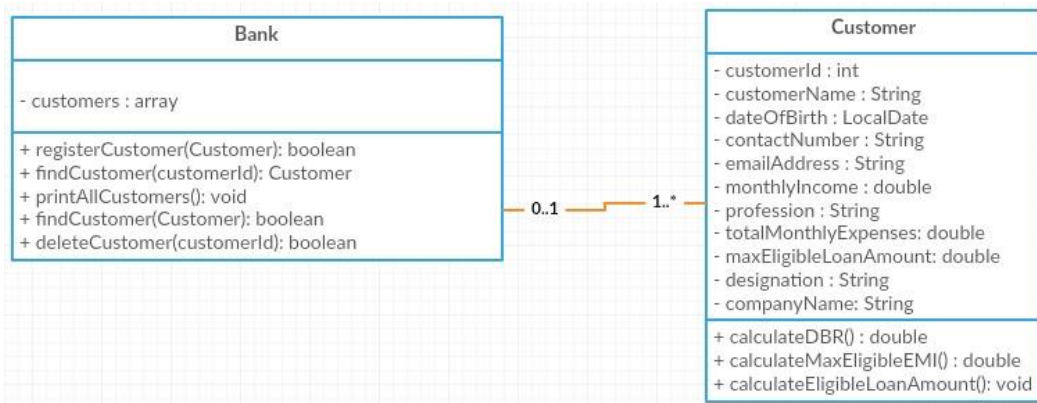 Bank
- customers : array
+ registerCustomer(Customer): boolean
+ findCustomer(customerId): Customer
+ printAllCustomers(): void
+ findCustomer(Customer): boolean
+ deleteCustomer(customerId): boolean
0..1
1..*
Customer
- customerId : int
- customerName : String
- dateOfBirth : LocalDate
- contactNumber : String
- emailAddress : String
- monthlyIncome : double
- profession : String
- totalMonthlyExpenses: double
- maxEligibleLoanAmount: double
- designation : String
- companyName: String
+ calculateDBR() : double
+ calculateMaxEligibleEMI() : double
+ calculateEligibleLoanAmount(): void